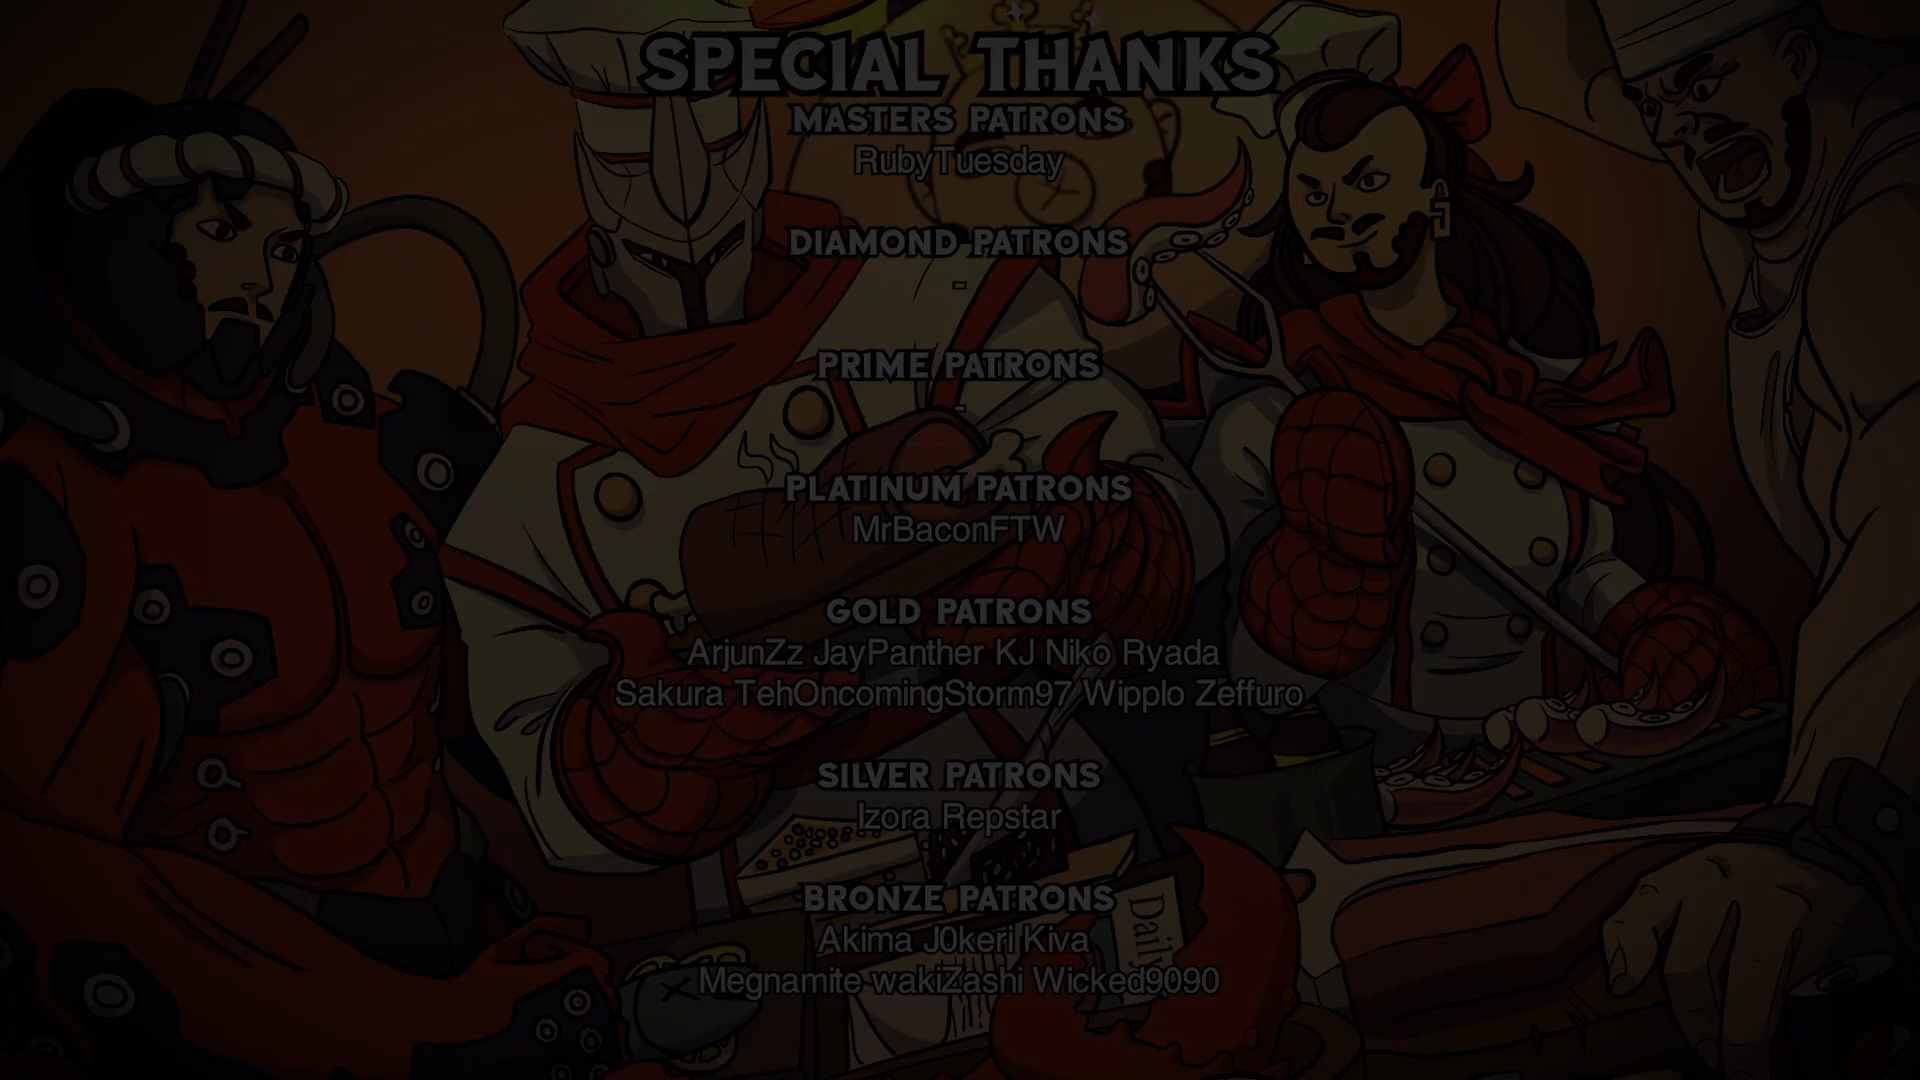 SPECIAL THANKS
MASTERS PATRONS
RubyTuesday
DIAMOND PATRONS
-
PRIME PATRONS
-
PLATINUM PATRONS
MrBaconFTW
GOLD PATRONS
ArjunZz JayPanther KJ Niko Ryada
Sakura TehOncomingStorm97 Wipplo Zeffuro
SILVER PATRONS
Izora Repstar
BRONZE PATRONS
Akima J0keri Kiva
Megnamite wakiZashi Wicked9090